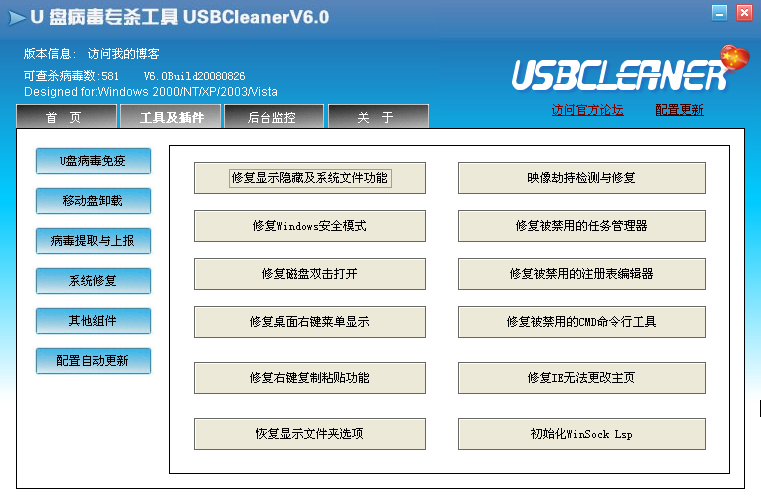 U 盘病毒专杀工具 USBCleanerV6.0
版本信息: 访问我的博客
可查杀病毒数:581 V6.0Build20080826
Designed for:Windows 2000/NT/XP/2003/Vista
USBCLEANER
访问官方论坛 配置更新
首 页 工具及插件 后台监控 关 于
U盘病毒免疫
移动盘卸载
病毒提取与上报
系统修复
其他组件
配置自动更新
修复显示隐藏及系统文件功能 映像劫持检测与修复
修复Windows安全模式 修复被禁用的任务管理器
修复磁盘双击打开 修复被禁用的注册表编辑器
修复桌面右键菜单显示 修复被禁用的CMD命令行工具
修复右键复制粘贴功能 修复IE无法更改主页
恢复显示文件夹选项 初始化WinSock Lsp